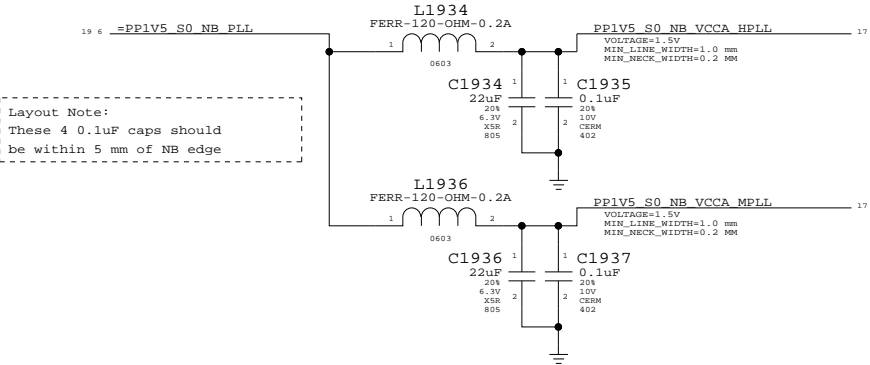 19 6 =PP1V5_S0_NB_PLL
L1934
FERR-120-OHM-0.2A
1 2
0603
PP1V5_S0_NB_VCCA_HPLL 17
VOLTAGE=1.5V
MIN_LINE_WIDTH=1.0 mm
MIN_NECK_WIDTH=0.2 MM
C1934
22uF
20%
6.3V
X5R
805
1
2
C1935
0.1uF
20%
10V
CERM
402
1
2
Layout Note:
These 4 0.1uF caps should
be within 5 mm of NB edge
L1936
FERR-120-OHM-0.2A
1 2
0603
PP1V5_S0_NB_VCCA_MPLL 17
VOLTAGE=1.5V
MIN_LINE_WIDTH=1.0 mm
MIN_NECK_WIDTH=0.2 MM
C1936
22uF
20%
6.3V
X5R
805
1
2
C1937
0.1uF
20%
10V
CERM
402
1
2